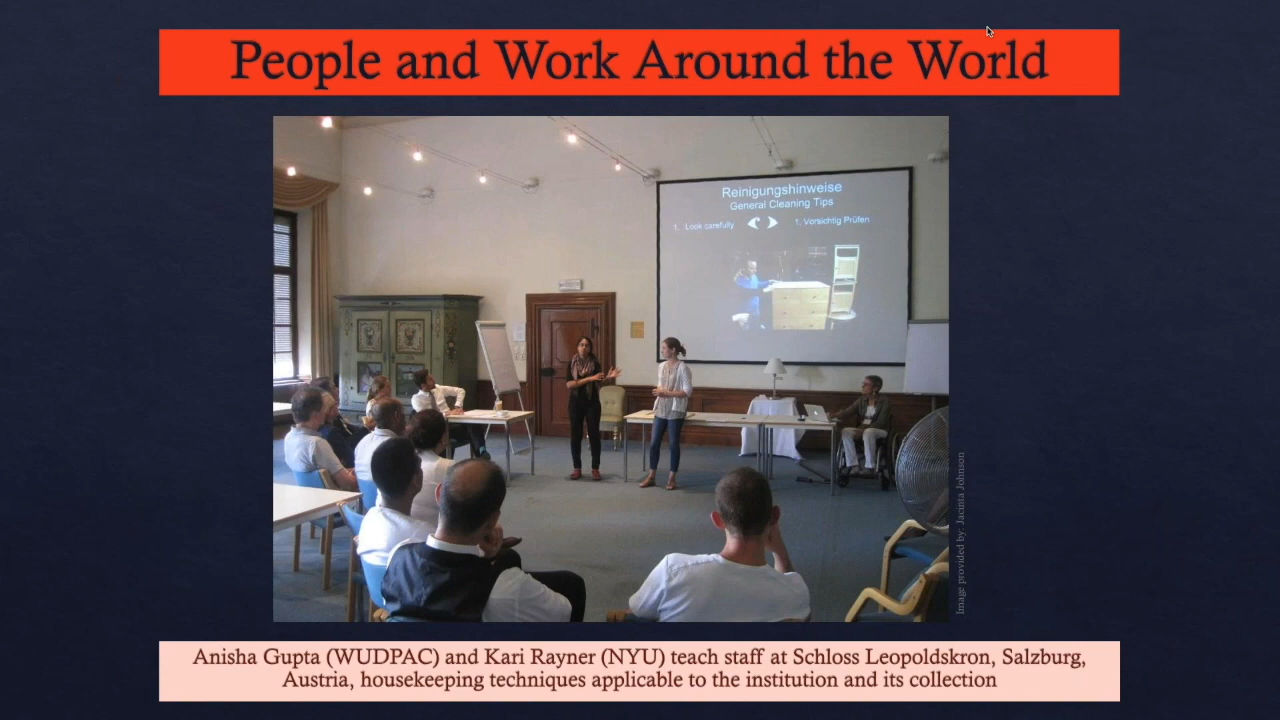 People and Work Around the World
Reinigungshinweise
General Cleaning Tips
1. Look carefully
1. Vorsichtig Prüfen
Image provided by: Jacinta Johnson
Anisha Gupta (WUDPAC) and Kari Rayner (NYU) teach staff at Schloss Leopoldskron, Salzburg,
Austria, housekeeping techniques applicable to the institution and its collection